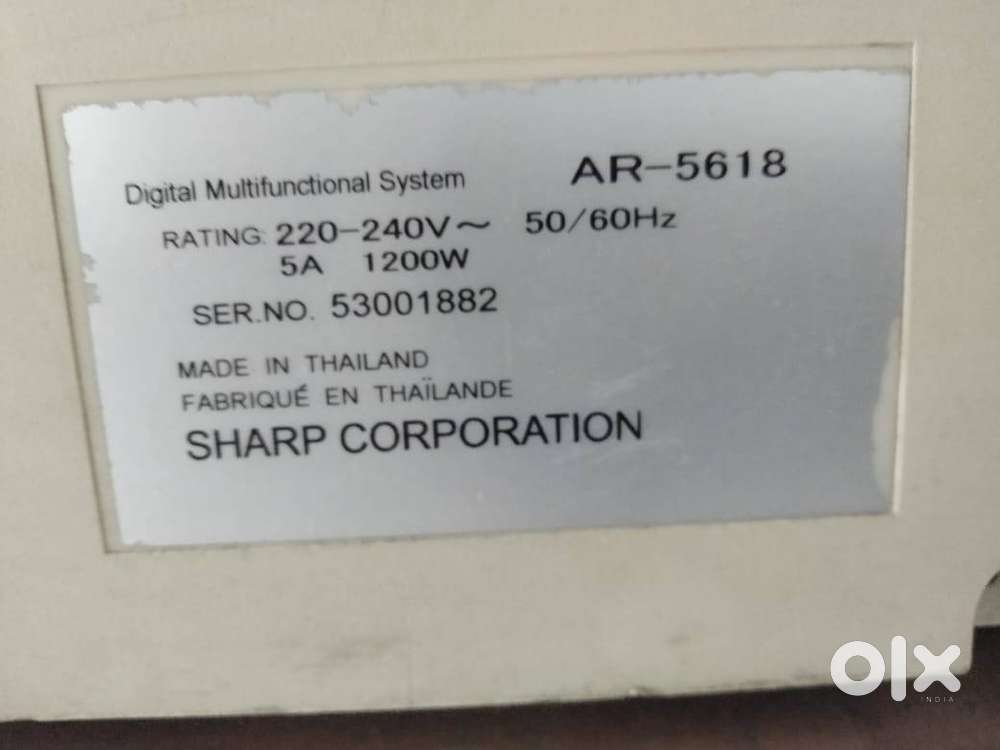 Digital Multifunctional System AR-5618
RATING: 220-240V~ 50/60Hz
5A 1200W
SER.NO. 53001882
MADE IN THAILAND
FABRIQUÉ EN THAÏLANDE
SHARP CORPORATION
olx
INDIA